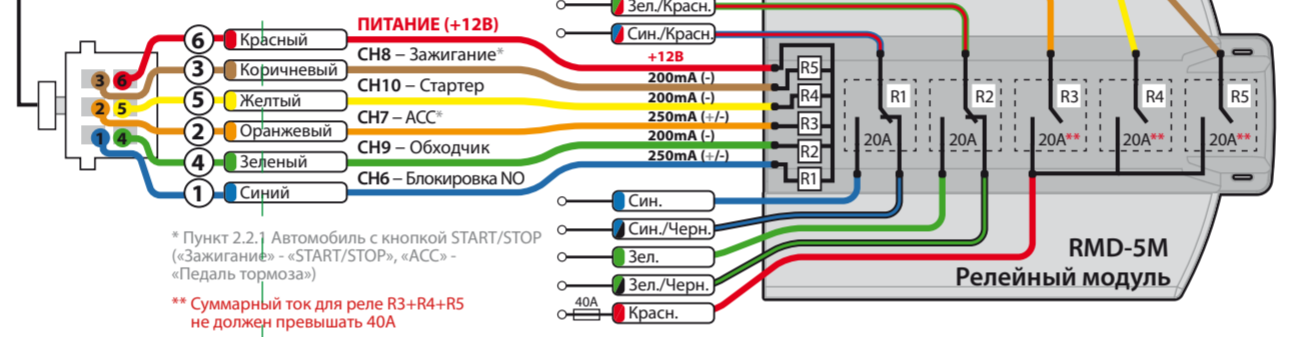 Зел./Красн.
Син./Красн.
ПИТАНИЕ (+12В)
6 Красный
+12В
CH8 – Зажигание*
3 Коричневый
200mA (-)
CH10 – Стартер
5 Желтый
200mA (-)
CH7 – ACC*
2 Оранжевый
250mA (+/-)
CH9 – Обходчик
4 Зеленый
200mA (-)
CH6 – Блокировка NO
1 Синий
250mA (+/-)
3 6
2 5
1 4
R5
R4
R3
R2
R1
R1 R2 R3 R4 R5
20A 20A 20A** 20A** 20A**
Син.
Син./Черн.
Зел.
Зел./Черн.
40A
Красн.
RMD-5M
Релейный модуль
* Пункт 2.2.1 Автомобиль с кнопкой START/STOP
(«Зажигание» - «START/STOP», «ACC» -
«Педаль тормоза»)
** Суммарный ток для реле R3+R4+R5
не должен превышать 40А